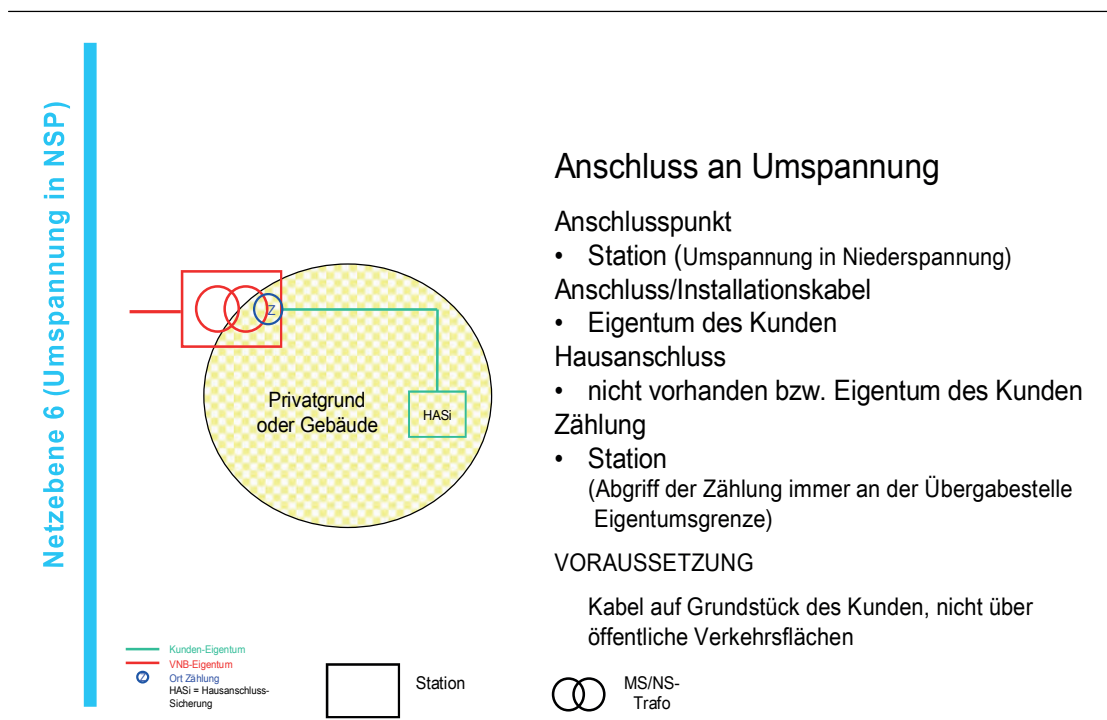 Netzebene 6 (Umspannung in NSP)
Anschluss an Umspannung
Anschlusspunkt
• Station (Umspannung in Niederspannung)
Anschluss/Installationskabel
• Eigentum des Kunden
Hausanschluss
• nicht vorhanden bzw. Eigentum des Kunden
Zählung
• Station
(Abgriff der Zählung immer an der Übergabestelle
Eigentumsgrenze)
VORAUSSETZUNG
Kabel auf Grundstück des Kunden, nicht über
öffentliche Verkehrsflächen
Z
Privatgrund
oder Gebäude
HASi
Kunden-Eigentum
VNB-Eigentum
Z Ort Zählung
HASi = Hausanschluss-
Sicherung
Station
MS/NS-
Trafo